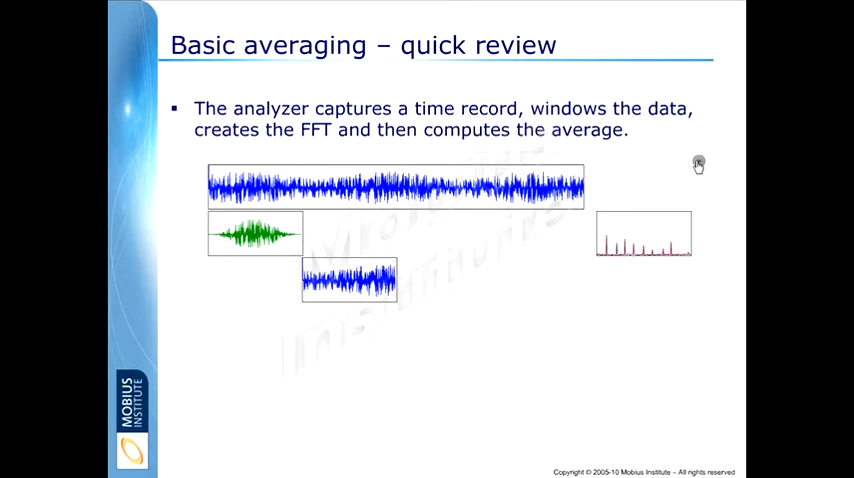 Basic averaging – quick review
▪ The analyzer captures a time record, windows the data,
creates the FFT and then computes the average.
MOBIUS
INSTITUTE
Copyright © 2005-10 Mobius Institute – All rights reserved